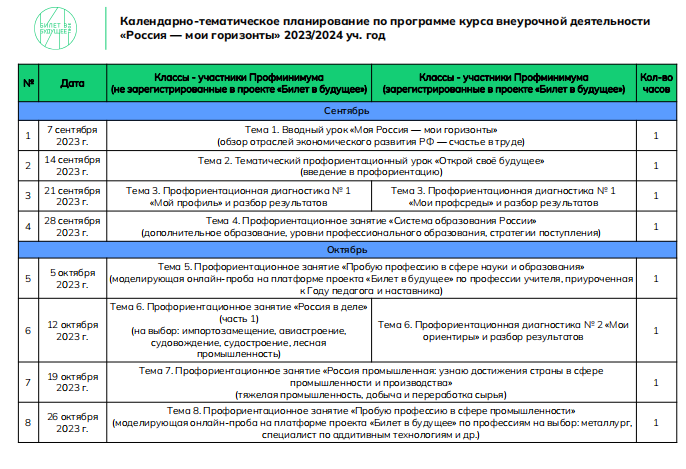 БИЛЕТ В
БУДУЩЕЕ
Календарно-тематическое планирование по программе курса внеурочной деятельности
«Россия — мои горизонты» 2023/2024 уч. год
№
Дата
Классы - участники Профминимума
(не зарегистрированные в проекте «Билет в будущее»)
Классы - участники Профминимума
(зарегистрированные в проекте «Билет в будущее»)
Кол-во
часов
Сентябрь
1
7 сентября
2023 г.
Тема 1. Вводный урок «Моя Россия — мои горизонты»
(обзор отраслей экономического развития РФ — счастье в труде)
1
2
14 сентября
2023 г.
Тема 2. Тематический профориентационный урок «Открой своё будущее»
(введение в профориентацию)
1
3
21 сентября
2023 г.
Тема 3. Профориентационная диагностика № 1
«Мой профиль» и разбор результатов
Тема 3. Профориентационная диагностика № 1
«Мои профсреды» и разбор результатов
1
4
28 сентября
2023 г.
Тема 4. Профориентационное занятие «Система образования России»
(дополнительное образование, уровни профессионального образования, стратегии поступления)
1
Октябрь
5
5 октября
2023 г.
Тема 5. Профориентационное занятие «Пробую профессию в сфере науки и образования»
(моделирующая онлайн-проба на платформе проекта «Билет в будущее» по профессии учителя, приуроченная
к Году педагога и наставника)
1
6
12 октября
2023 г.
Тема 6. Профориентационное занятие «Россия в деле»
(часть 1)
(на выбор: импортозамещение, авиастроение,
судовождение, судостроение, лесная
промышленность)
Тема 6. Профориентационная диагностика № 2 «Мои
ориентиры» и разбор результатов
1
7
19 октября
2023 г.
Тема 7. Профориентационное занятие «Россия промышленная: узнаю достижения страны в сфере
промышленности и производства»
(тяжелая промышленность, добыча и переработка сырья)
1
8
26 октября
2023 г.
Тема 8. Профориентационное занятие «Пробую профессию в сфере промышленности»
(моделирующая онлайн-проба на платформе проекта «Билет в будущее» по профессиям на выбор: металлург,
специалист по аддитивным технологиям и др.)
1